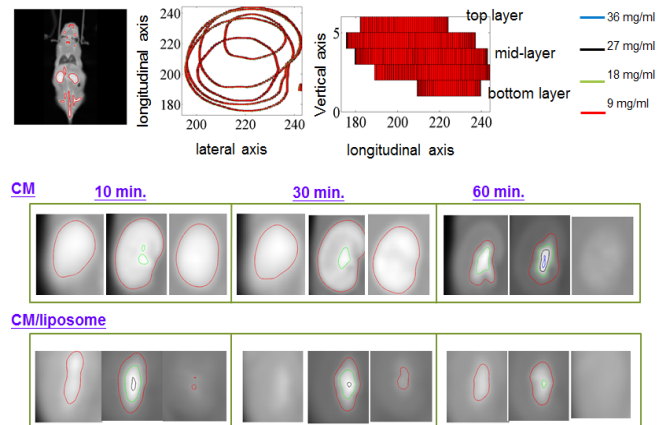 top layer
mid-layer
bottom layer
longitudinal axis
240
220
200
180
200
220
240
lateral axis
Vertical axis
5
0
180
200
220
240
longitudinal axis
36 mg/ml
27 mg/ml
18 mg/ml
9 mg/ml
CM
10 min.
30 min.
60 min.
CM/liposome